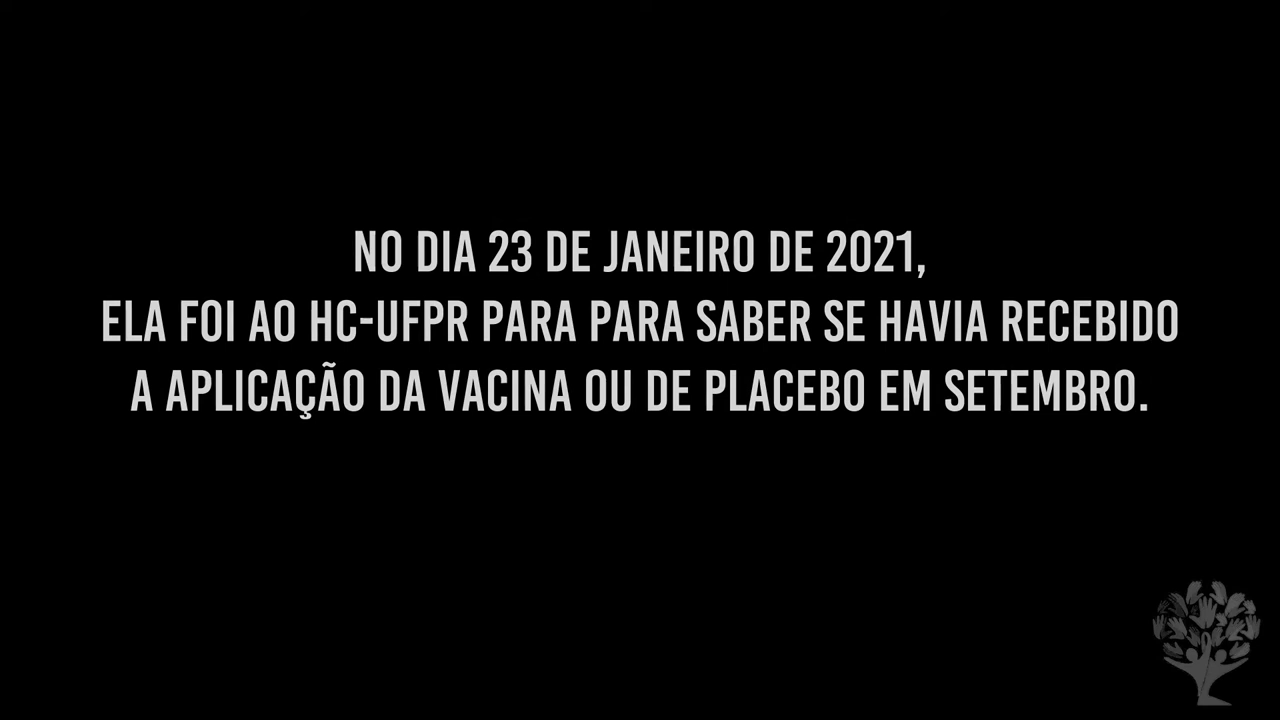 NO DIA 23 DE JANEIRO DE 2021,
ELA FOI AO HC-UFPR PARA PARA SABER SE HAVIA RECEBIDO
A APLICAÇÃO DA VACINA OU DE PLACEBO EM SETEMBRO.